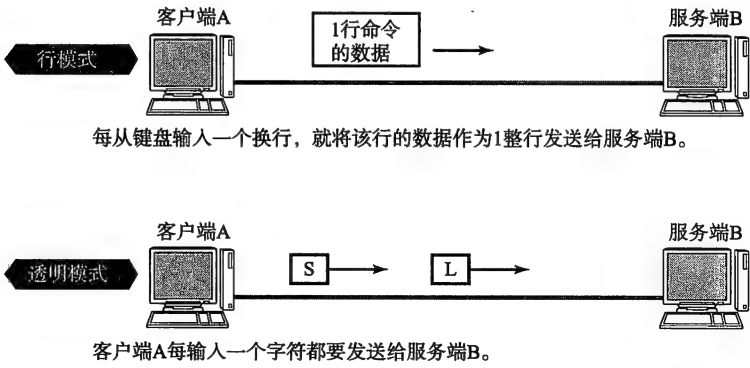 客户端A
服务端B
1行命令
的数据
行模式
每从键盘输入一个换行，就将该行的数据作为1整行发送给服务端B。
客户端A
服务端B
透明模式
S
L
客户端A每输入一个字符都要发送给服务端B。